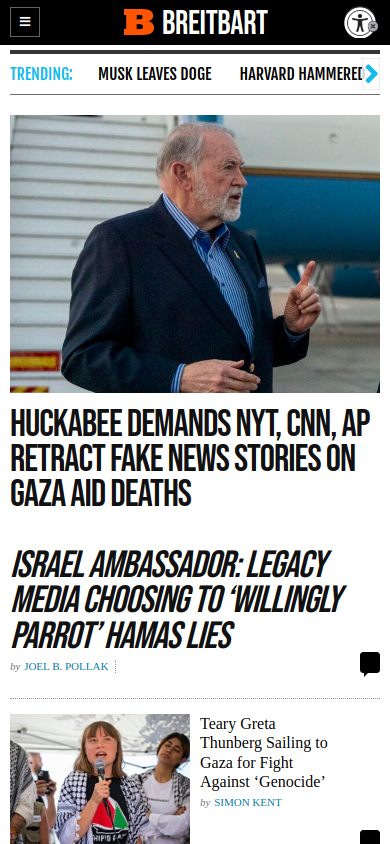 BREITBART
TRENDING:
MUSK LEAVES DOGE
HARVARD HAMMERED
HUCKABEE DEMANDS NYT, CNN, AP
RETRACT FAKE NEWS STORIES ON
GAZA AID DEATHS
ISRAEL AMBASSADOR: LEGACY
MEDIA CHOOSING TO ‘WILLINGLY
PARROT’ HAMAS LIES
by JOEL B. POLLAK
Teary Greta
Thunberg Sailing to
Gaza for Fight
Against ‘Genocide’
by SIMON KENT